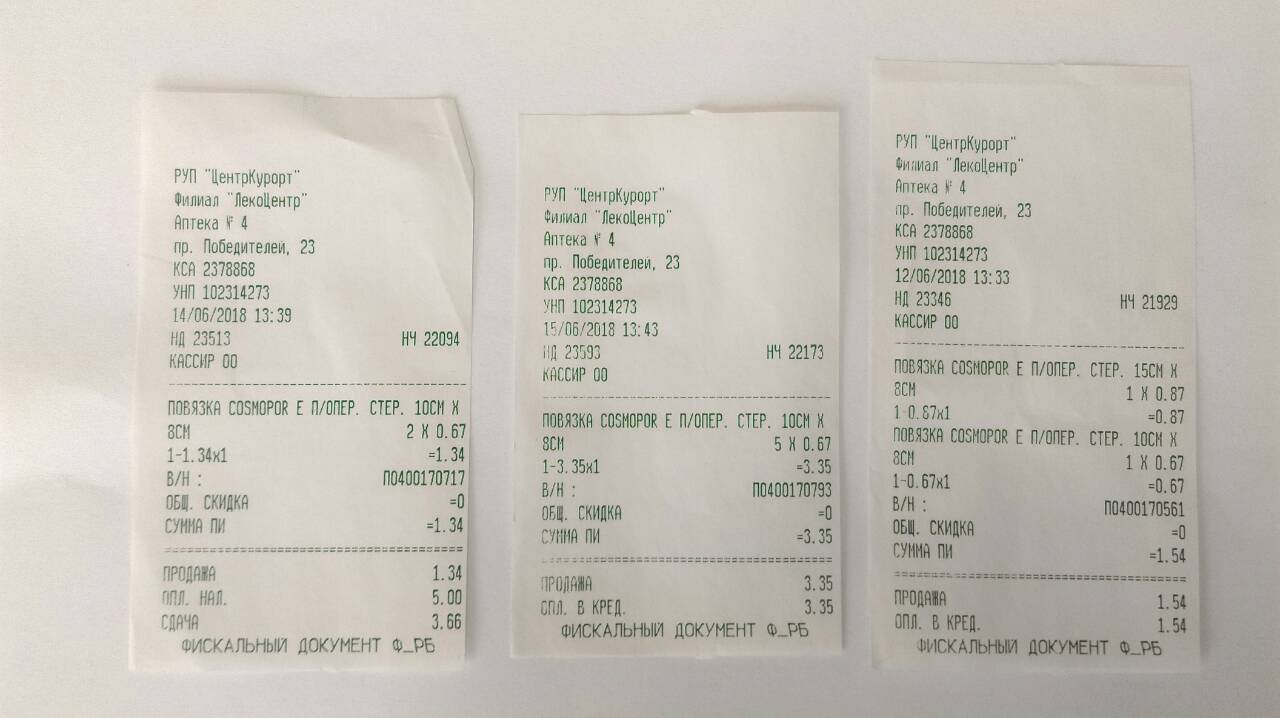 РУП "ЦентрКурорт"
Филиал "ЛекоЦентр"
Аптека № 4
пр. Победителей, 23
КСА 2378868
УНП 102314273
14/06/2018 13:39
НД 23513 НЧ 22094
КАССИР 00
ПОВЯЗКА COSMOPOR E П/ОПЕР. СТЕР. 10СМ X
8СМ 2 X 0.67
1-1.34x1 =1.34
В/Н : П0400170717
ОБЩ. СКИДКА =0
СУММА ПИ =1.34
ПРОДАЖА 1.34
ОПЛ. НАЛ. 5.00
СДАЧА 3.66
ФИСКАЛЬНЫЙ ДОКУМЕНТ Ф_РБ
РУП "ЦентрКурорт"
Филиал "ЛекоЦентр"
Аптека № 4
пр. Победителей, 23
КСА 2378868
УНП 102314273
15/06/2018 13:43
НД 23593 НЧ 22173
КАССИР 00
ПОВЯЗКА COSMOPOR E П/ОПЕР. СТЕР. 10СМ X
8СМ 5 X 0.67
1-3.35x1 =3.35
В/Н : П0400170793
ОБЩ. СКИДКА =0
СУММА ПИ =3.35
ПРОДАЖА 3.35
ОПЛ. В КРЕД. 3.35
ФИСКАЛЬНЫЙ ДОКУМЕНТ Ф_РБ
РУП "ЦентрКурорт"
Филиал "ЛекоЦентр"
Аптека № 4
пр. Победителей, 23
КСА 2378868
УНП 102314273
12/06/2018 13:33
НД 23346 НЧ 21929
КАССИР 00
ПОВЯЗКА COSMOPOR E П/ОПЕР. СТЕР. 15СМ X
8СМ 1 X 0.87
1-0.87x1 =0.87
ПОВЯЗКА COSMOPOR E П/ОПЕР. СТЕР. 10СМ X
8СМ 1 X 0.67
1-0.67x1 =0.67
В/Н : П0400170561
ОБЩ. СКИДКА =0
СУММА ПИ =1.54
ПРОДАЖА 1.54
ОПЛ. В КРЕД. 1.54
ФИСКАЛЬНЫЙ ДОКУМЕНТ Ф_РБ